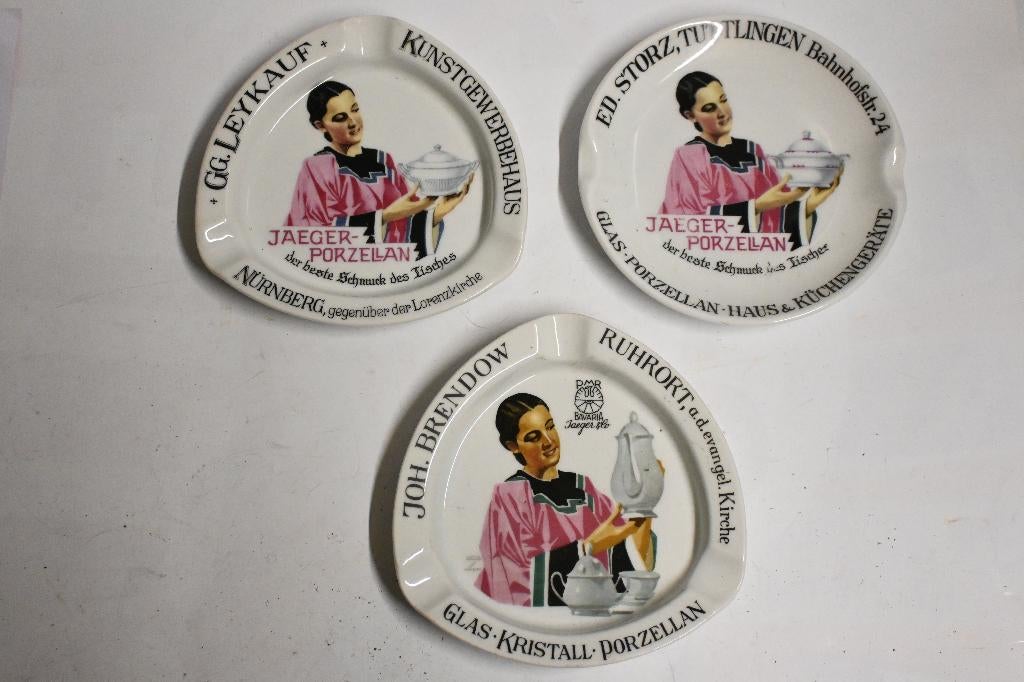 + GG. LEYKAUF +
KUNSTGEWERBEHAUS
JAEGER-
PORZELLAN
der beste Schmuck des Tisches
NÜRNBERG, gegenüber der Lorenzkirche
ED. STORZ, TUTTLINGEN Bahnhofstr. 24
JAEGER-
PORZELLAN
der beste Schmuck des Tisches
GLAS · PORZELLAN · HAUS & KÜCHENGERÄTE
JOH. BRENDOW
RUHRORT, a.d. evangel. Kirche
PMR
BAVARIA
Jaeger & Co
GLAS · KRISTALL · PORZELLAN